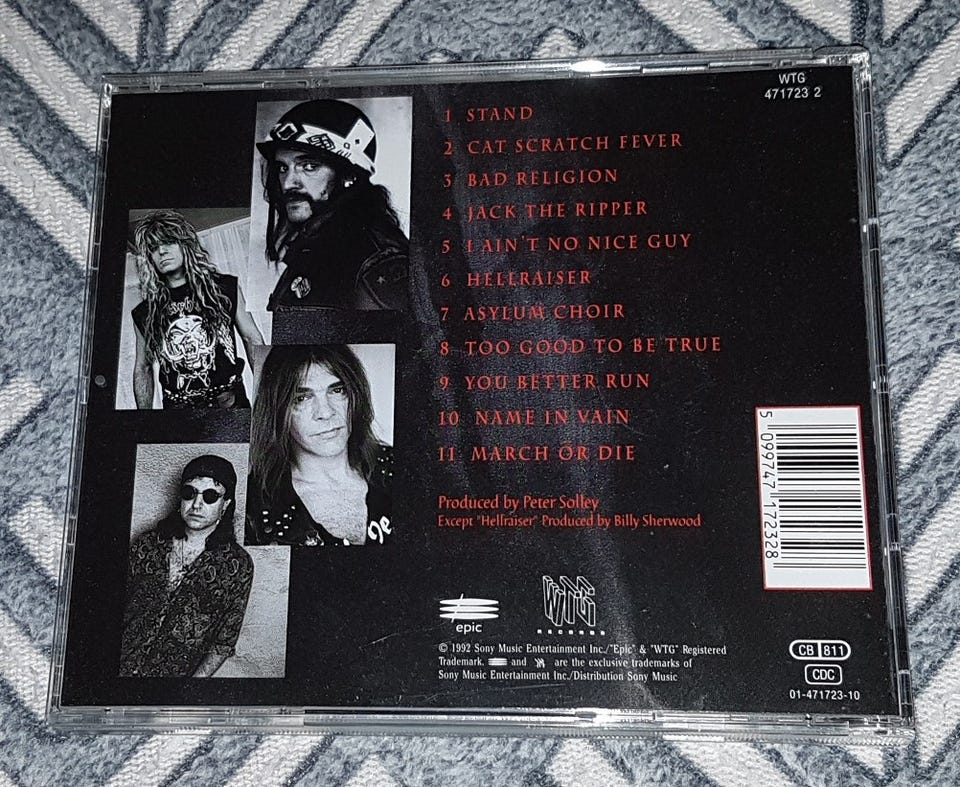 WTG
471723 2
1 STAND
2 CAT SCRATCH FEVER
3 BAD RELIGION
4 JACK THE RIPPER
5 I AIN'T NO NICE GUY
6 HELLRAISER
7 ASYLUM CHOIR
8 TOO GOOD TO BE TRUE
9 YOU BETTER RUN
10 NAME IN VAIN
11 MARCH OR DIE
Produced by Peter Solley
Except "Hellraiser" Produced by Billy Sherwood
5 099747 172328
epic
WTG
RECORDS
© 1992 Sony Music Entertainment Inc./"Epic" & "WTG" Registered
Trademark. and are the exclusive trademarks of
Sony Music Entertainment Inc./Distribution Sony Music
CB 811
CDC
01-471723-10